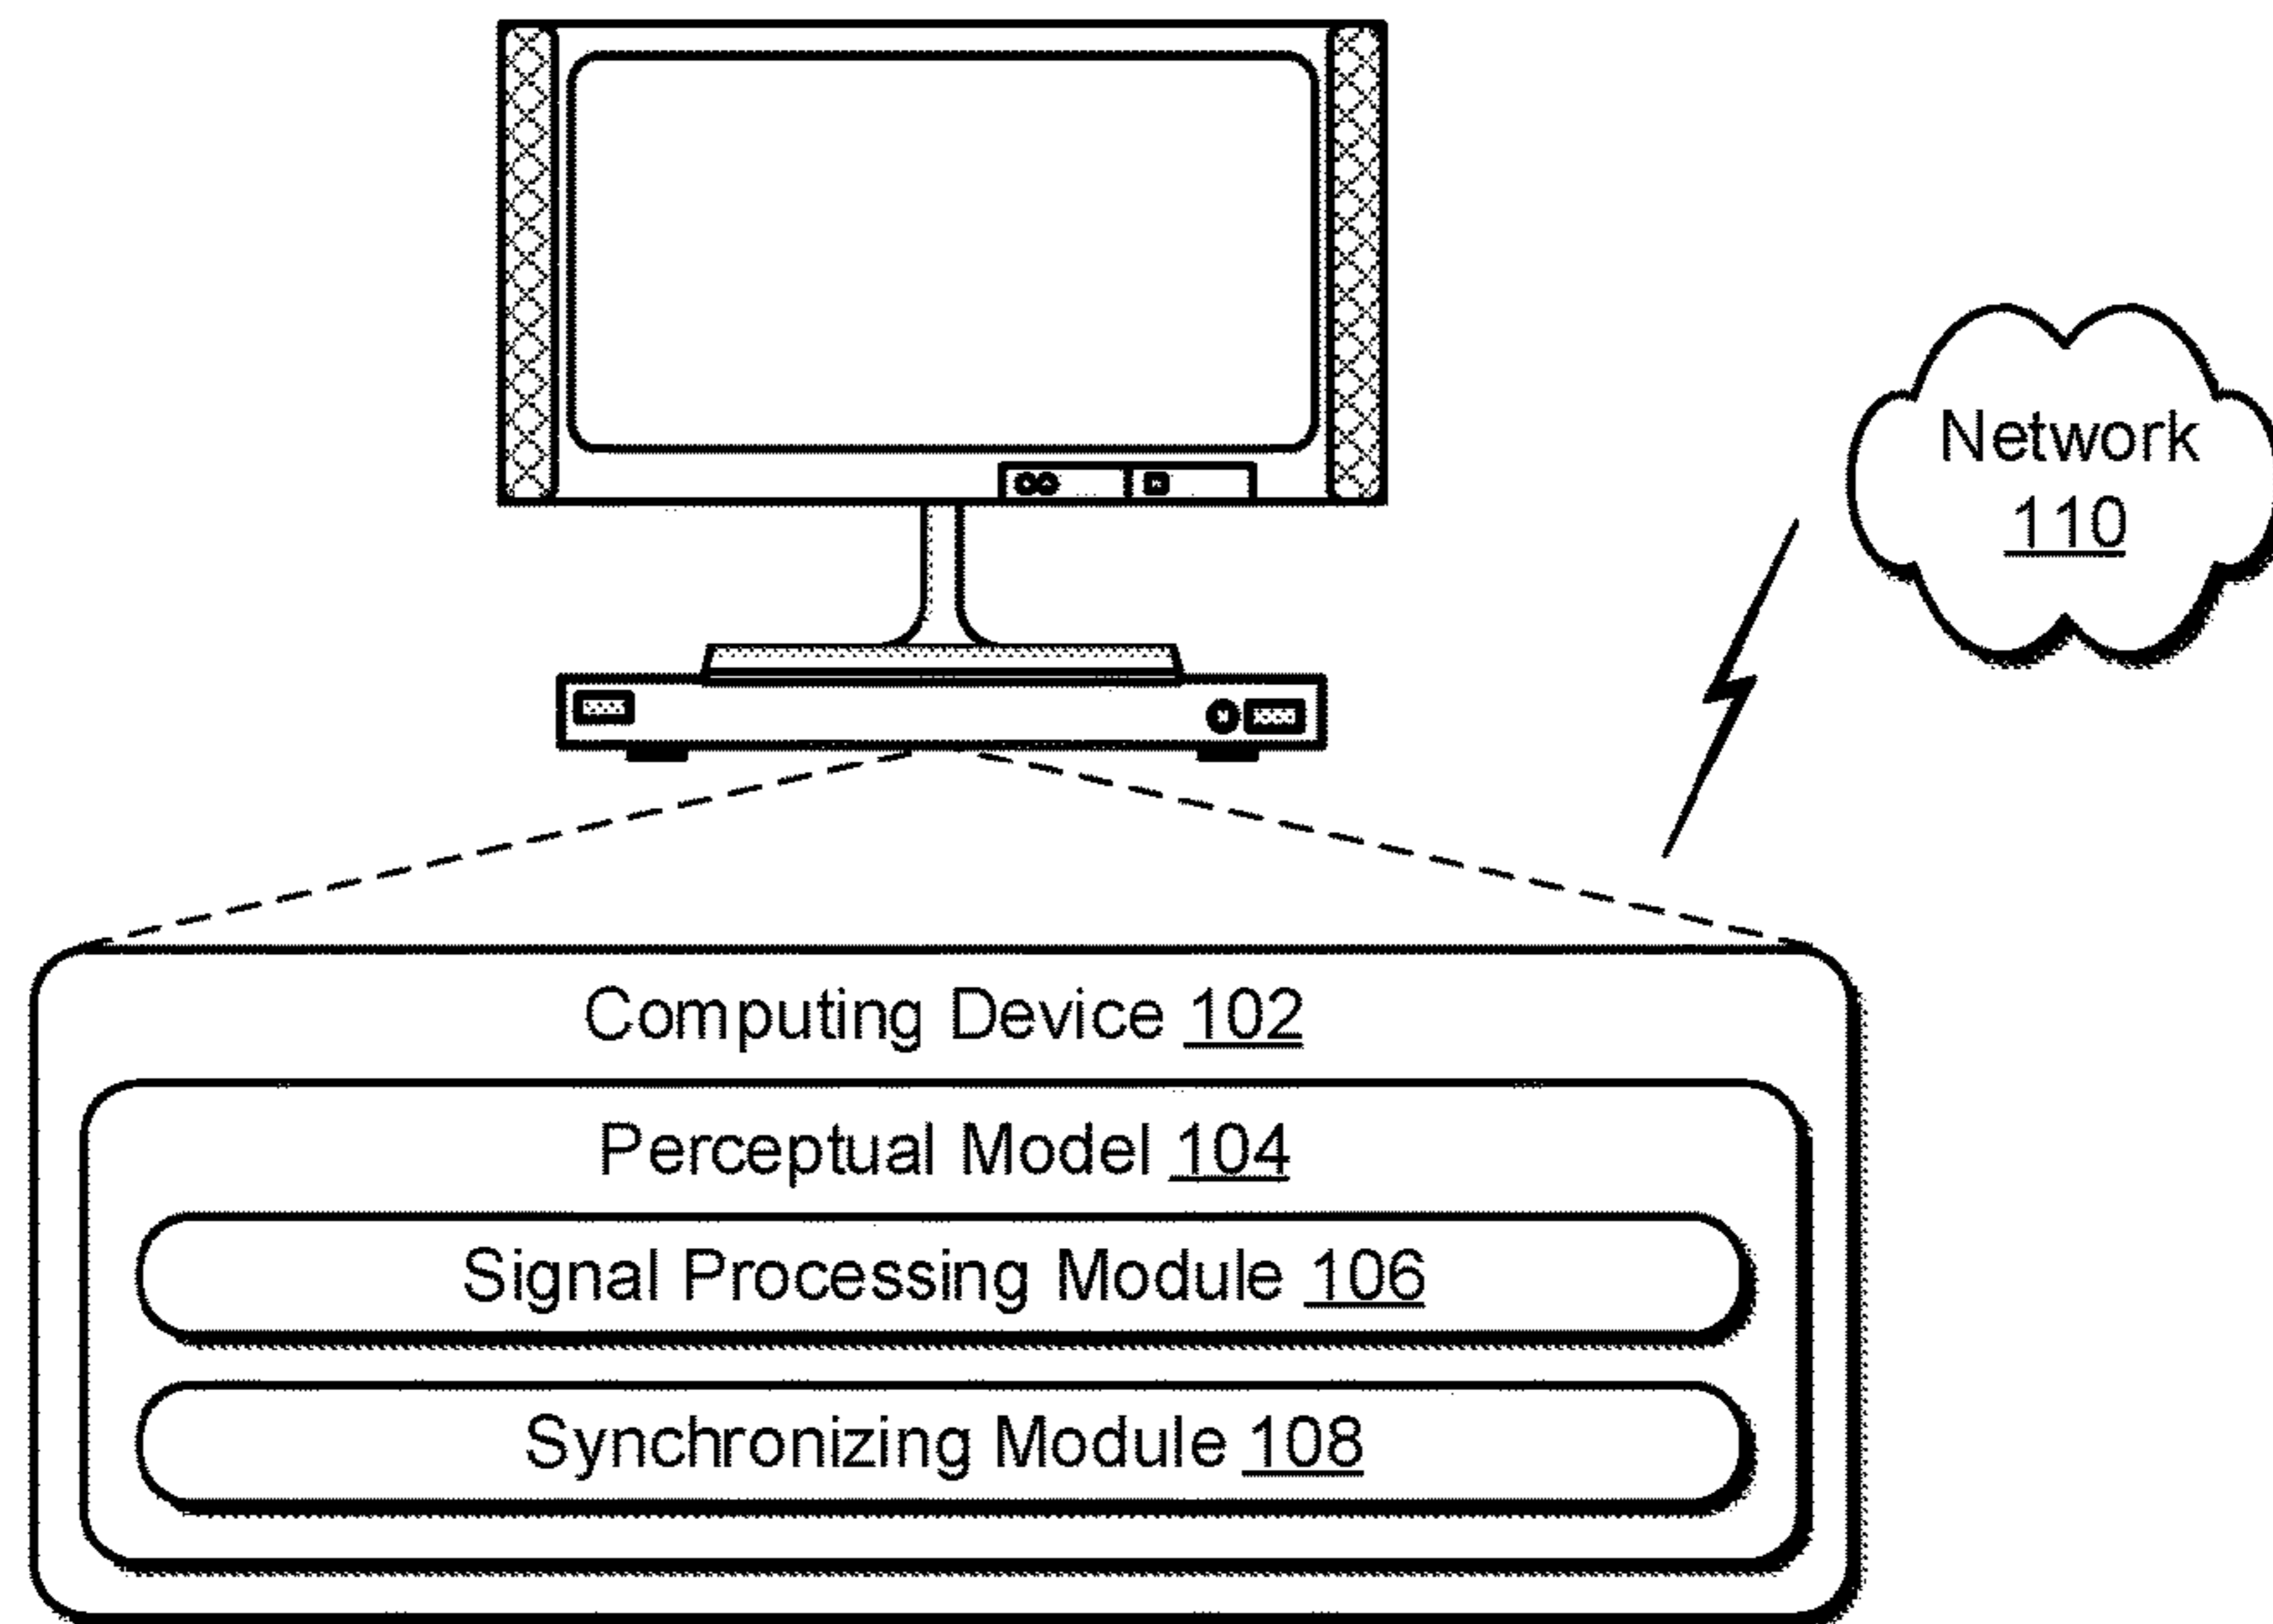 Network
110
Computing Device 102
Perceptual Model 104
Signal Processing Module 106
Synchronizing Module 108